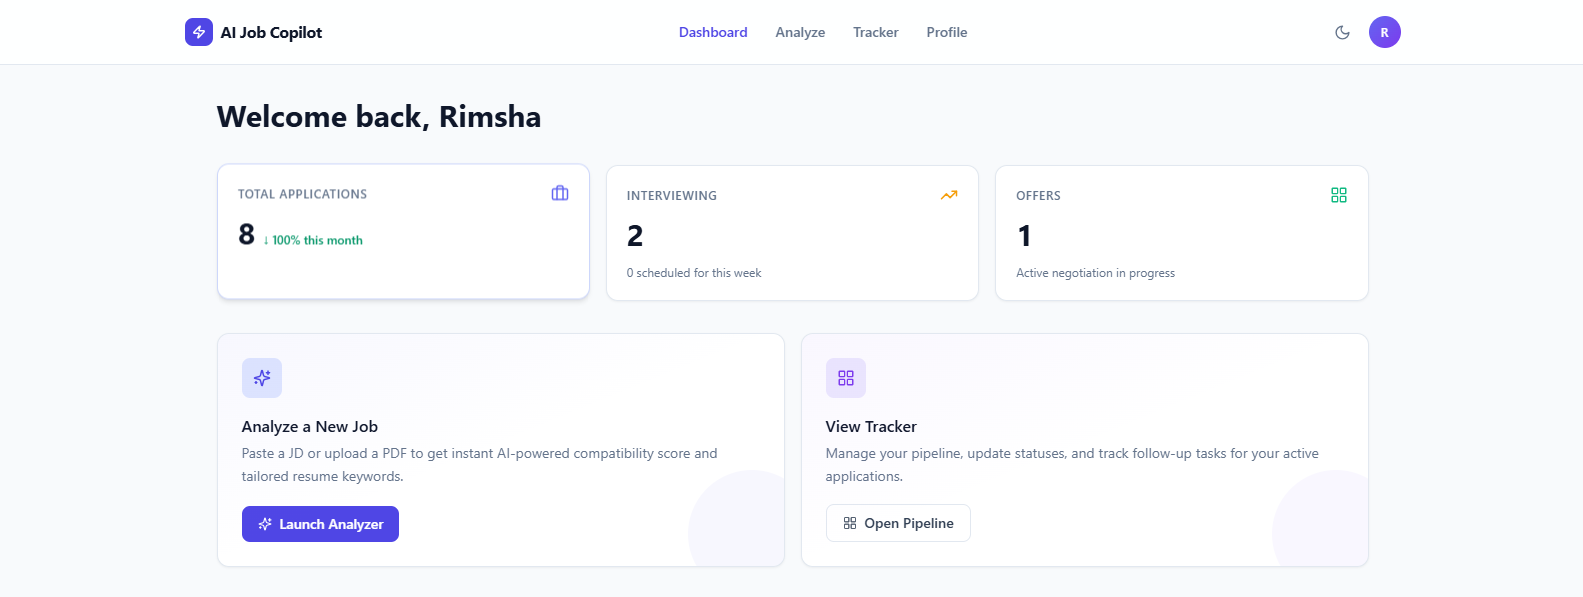 AI Job Copilot
Dashboard
Analyze
Tracker
Profile
R
Welcome back, Rimsha
TOTAL APPLICATIONS
8 ↓ 100% this month
INTERVIEWING
2
0 scheduled for this week
OFFERS
1
Active negotiation in progress
Analyze a New Job
Paste a JD or upload a PDF to get instant AI-powered compatibility score and
tailored resume keywords.
Launch Analyzer
View Tracker
Manage your pipeline, update statuses, and track follow-up tasks for your active
applications.
Open Pipeline